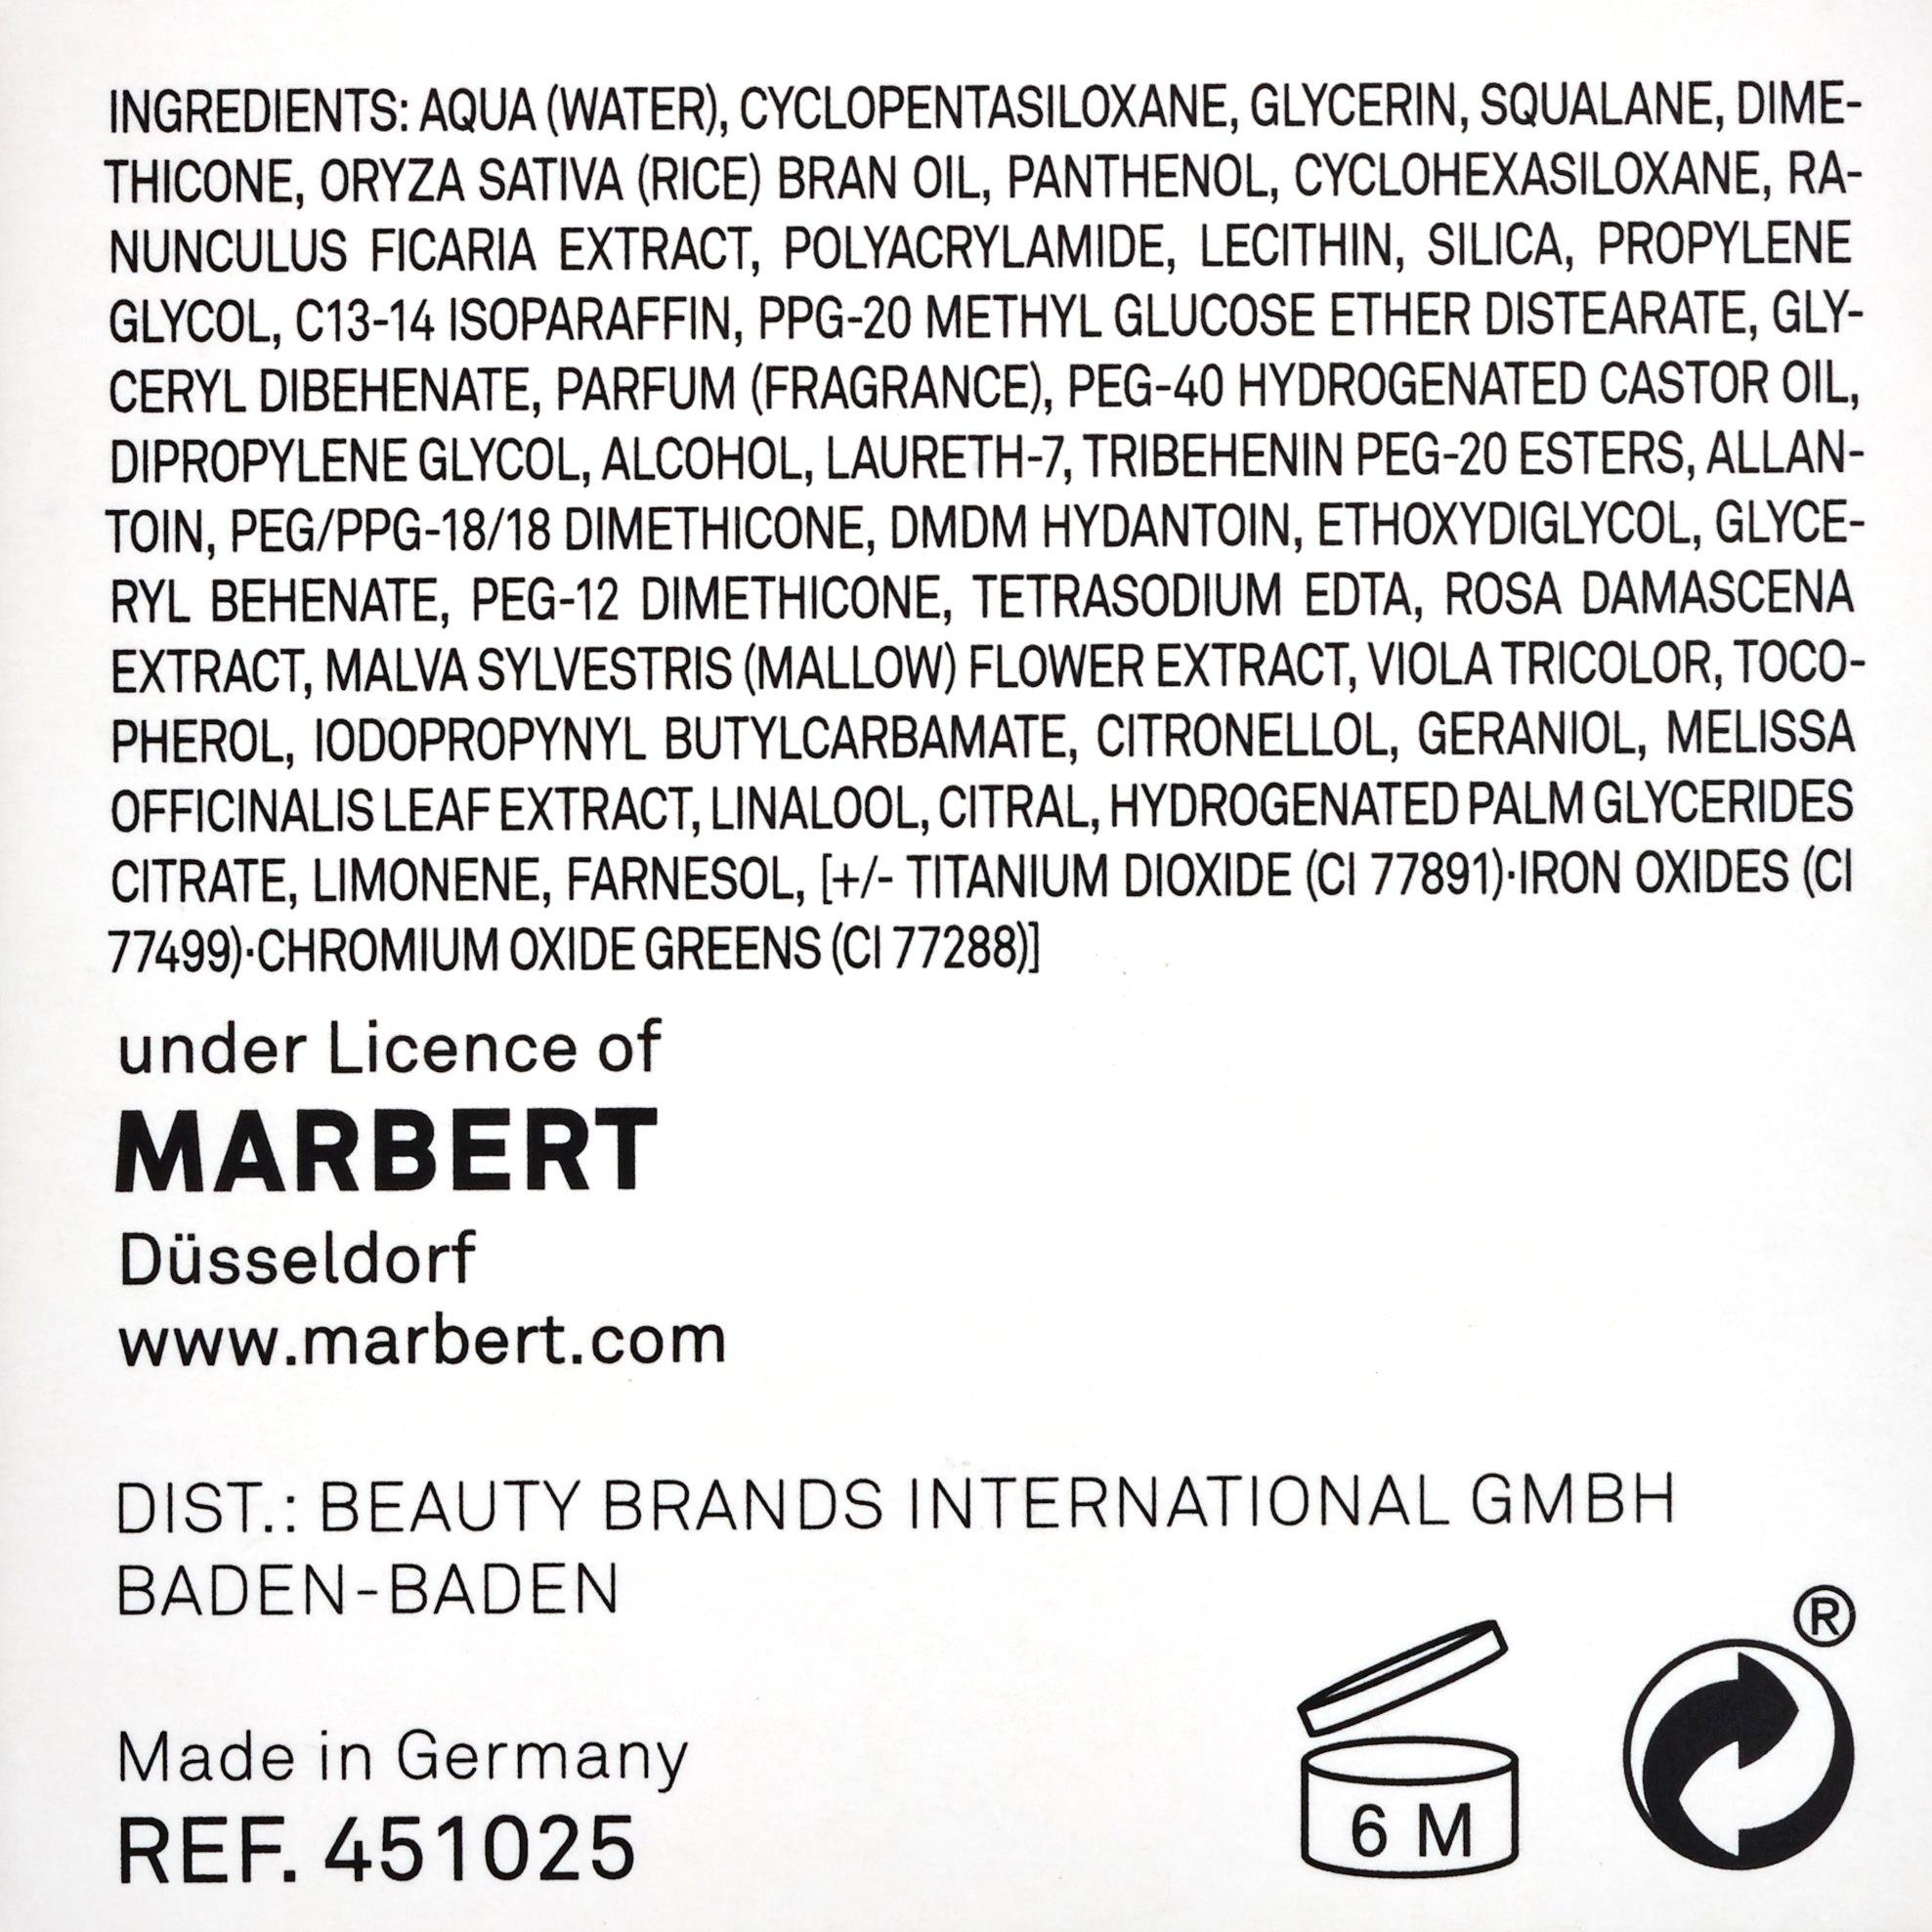 INGREDIENTS: AQUA (WATER), CYCLOPENTASILOXANE, GLYCERIN, SQUALANE, DIME-
THICONE, ORYZA SATIVA (RICE) BRAN OIL, PANTHENOL, CYCLOHEXASILOXANE, RA-
NUNCULUS FICARIA EXTRACT, POLYACRYLAMIDE, LECITHIN, SILICA, PROPYLENE
GLYCOL, C13-14 ISOPARAFFIN, PPG-20 METHYL GLUCOSE ETHER DISTEARATE, GLY-
CERYL DIBEHENATE, PARFUM (FRAGRANCE), PEG-40 HYDROGENATED CASTOR OIL,
DIPROPYLENE GLYCOL, ALCOHOL, LAURETH-7, TRIBEHENIN PEG-20 ESTERS, ALLAN-
TOIN, PEG/PPG-18/18 DIMETHICONE, DMDM HYDANTOIN, ETHOXYDIGLYCOL, GLYCE-
RYL BEHENATE, PEG-12 DIMETHICONE, TETRASODIUM EDTA, ROSA DAMASCENA
EXTRACT, MALVA SYLVESTRIS (MALLOW) FLOWER EXTRACT, VIOLA TRICOLOR, TOCO-
PHEROL, IODOPROPYNYL BUTYLCARBAMATE, CITRONELLOL, GERANIOL, MELISSA
OFFICINALIS LEAF EXTRACT, LINALOOL, CITRAL, HYDROGENATED PALM GLYCERIDES
CITRATE, LIMONENE, FARNESOL, [+/- TITANIUM DIOXIDE (CI 77891)·IRON OXIDES (CI
77499)·CHROMIUM OXIDE GREENS (CI 77288)]
under Licence of
MARBERT
Düsseldorf
www.marbert.com
DIST.: BEAUTY BRANDS INTERNATIONAL GMBH
BADEN-BADEN
Made in Germany
REF. 451025
6 M
®